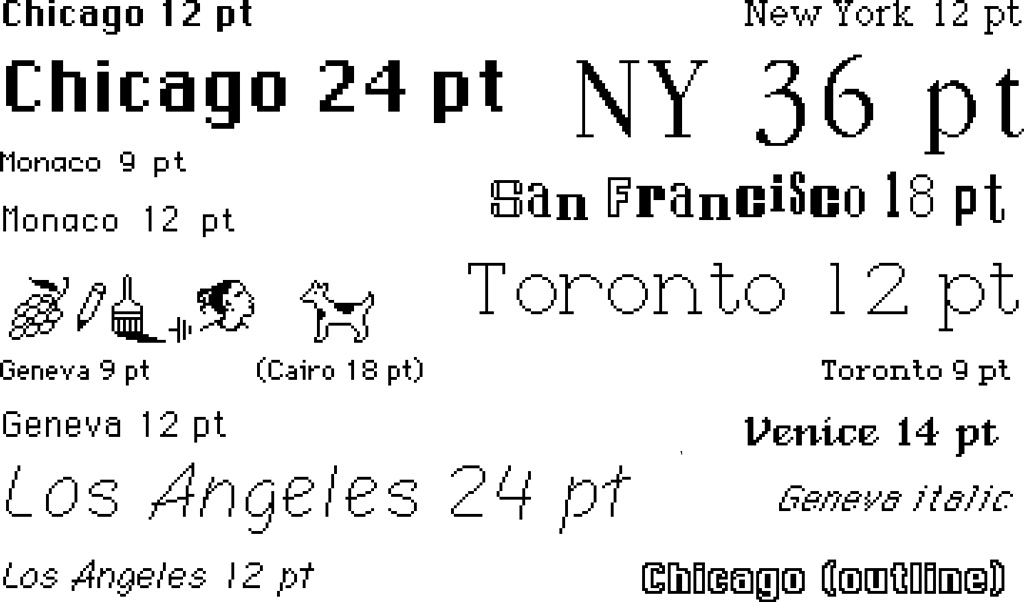 Chicago 12 pt
New York 12 pt
Chicago 24 pt
NY 36 pt
Monaco 9 pt
San Francisco 18 pt
Monaco 12 pt
Toronto 12 pt
Geneva 9 pt
(Cairo 18 pt)
Toronto 9 pt
Geneva 12 pt
Venice 14 pt
Los Angeles 24 pt
Geneva italic
Los Angeles 12 pt
Chicago (outline)